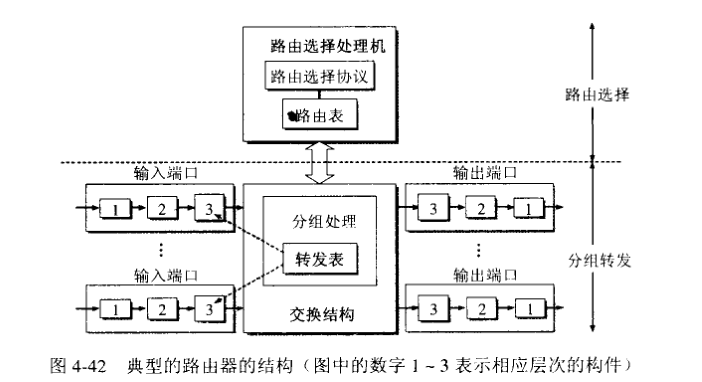 路由选择处理机
路由选择协议
路由表
路由选择
输入端口
输出端口
1 2 3
3 2 1
分组处理
转发表
⋮
⋮
分组转发
输入端口
输出端口
1 2 3
3 2 1
交换结构
图 4-42 典型的路由器的结构（图中的数字 1~3 表示相应层次的构件）